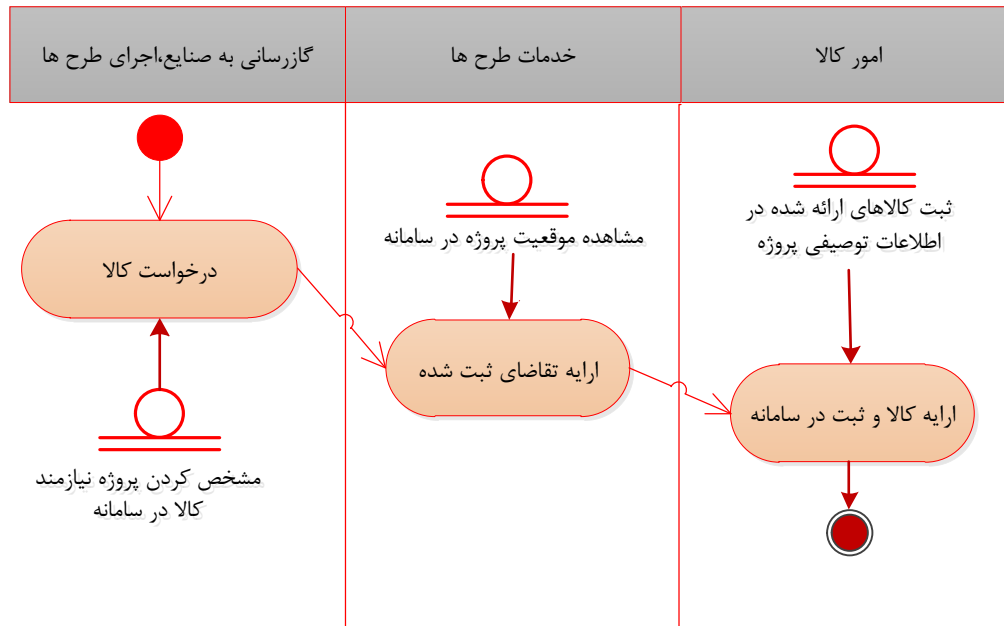 گازرسانی به صنایع،اجرای طرح ها
خدمات طرح ها
امور کالا
درخواست کالا
مشخص کردن پروژه نیازمند
کالا در سامانه
مشاهده موقعیت پروژه در سامانه
ارایه تقاضای ثبت شده
ثبت کالاهای ارائه شده در
اطلاعات توصیفی پروژه
ارایه کالا و ثبت در سامانه